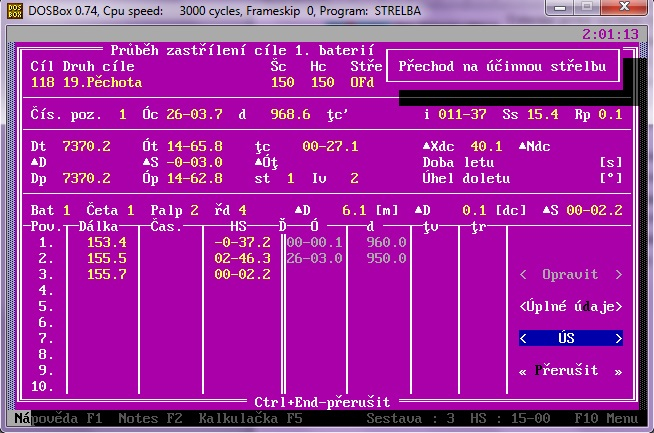 DOSBox 0.74, Cpu speed: 3000 cycles, Frameskip 0, Program: STRELBA
2:01:13
Průběh zastřílení cíle 1. baterií
Cíl Druh cíle Šc Hc Stře
Přechod na účinnou střelbu
118 19.Pěchota 150 150 OFd
Čís. poz. 1 Óc 26-03.7 d 968.6 ţc' i 011-37 Ss 15.4 Rp 0.1
Dt 7370.2 Út 14-65.8 ţc 00-27.1 ▲Xdc 40.1 ▲Ndc
▲D ▲S -0-03.0 ▲Úţ Doba letu [s]
Dp 7370.2 Úp 14-62.8 st 1 Iv 2 Úhel doletu [°]
Bat 1 Četa 1 Palp 2 řd 4 ▲D 6.1 [m] ▲D 0.1 [dc] ▲S 00-02.2
Pov. Dálka Čas. HS Ď Ó d ţv ţr
1. 153.4 -0-37.2 00-00.1 960.0
2. 155.5 02-46.3 26-03.0 950.0
3. 155.7 00-02.2 < Opravit >
4.
5. <Úplné údaje>
6.
7. < ÚS >
8.
9. « Přerušit »
10.
Ctrl+End-přerušit
Nápověda F1 Notes F2 Kalkulačka F5 Sestava : 3 HS : 15-00 F10 Menu